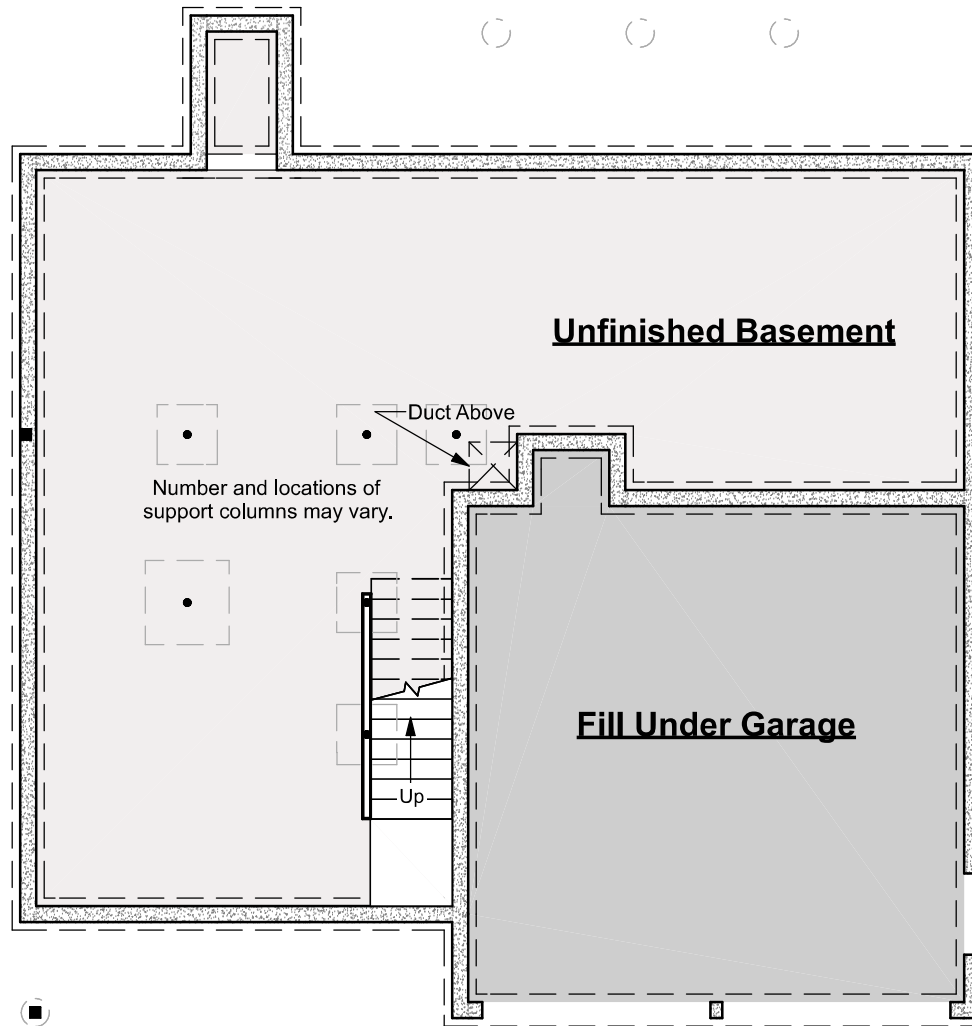 Unfinished Basement
Duct Above
Number and locations of
support columns may vary.
Fill Under Garage
Up